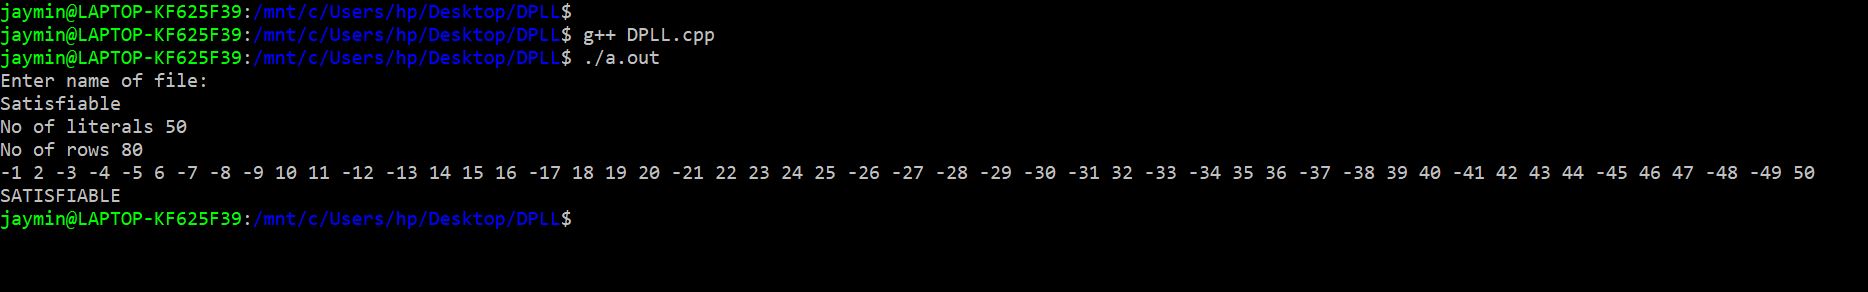 jaymin@LAPTOP-KF625F39:/mnt/c/Users/hp/Desktop/DPLL$
jaymin@LAPTOP-KF625F39:/mnt/c/Users/hp/Desktop/DPLL$ g++ DPLL.cpp
jaymin@LAPTOP-KF625F39:/mnt/c/Users/hp/Desktop/DPLL$ ./a.out
Enter name of file:
Satisfiable
No of literals 50
No of rows 80
-1 2 -3 -4 -5 6 -7 -8 -9 10 11 -12 -13 14 15 16 -17 18 19 20 -21 22 23 24 25 -26 -27 -28 -29 -30 -31 32 -33 -34 35 36 -37 -38 39 40 -41 42 43 44 -45 46 47 -48 -49 50
SATISFIABLE
jaymin@LAPTOP-KF625F39:/mnt/c/Users/hp/Desktop/DPLL$